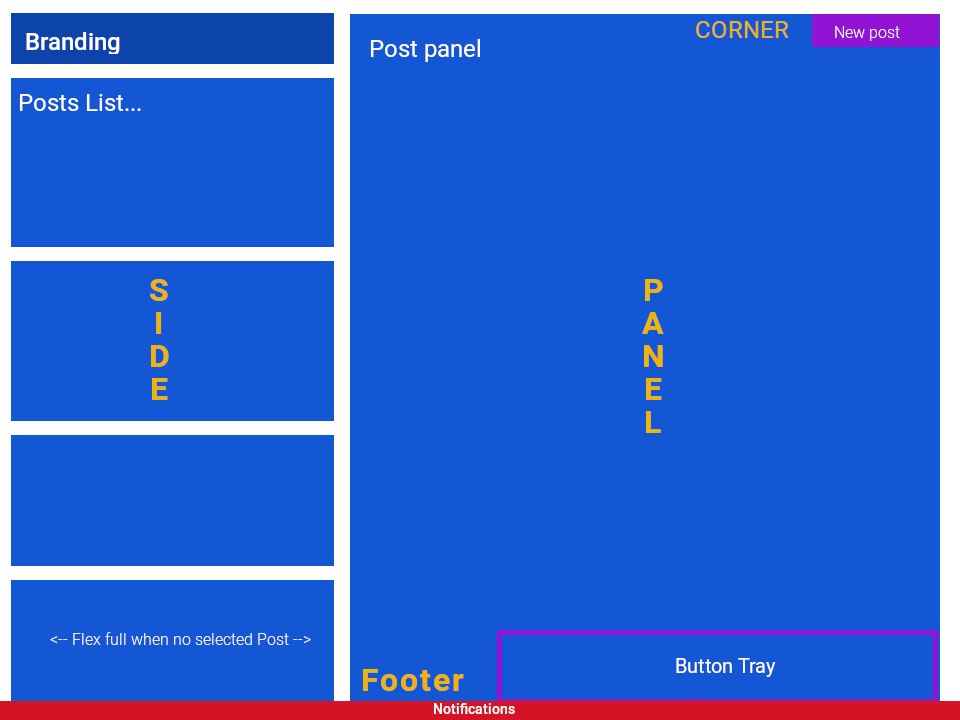 Branding
Posts List...
S
I
D
E
<-- Flex full when no selected Post -->
Post panel
CORNER
New post
P
A
N
E
L
Footer
Button Tray
Notifications